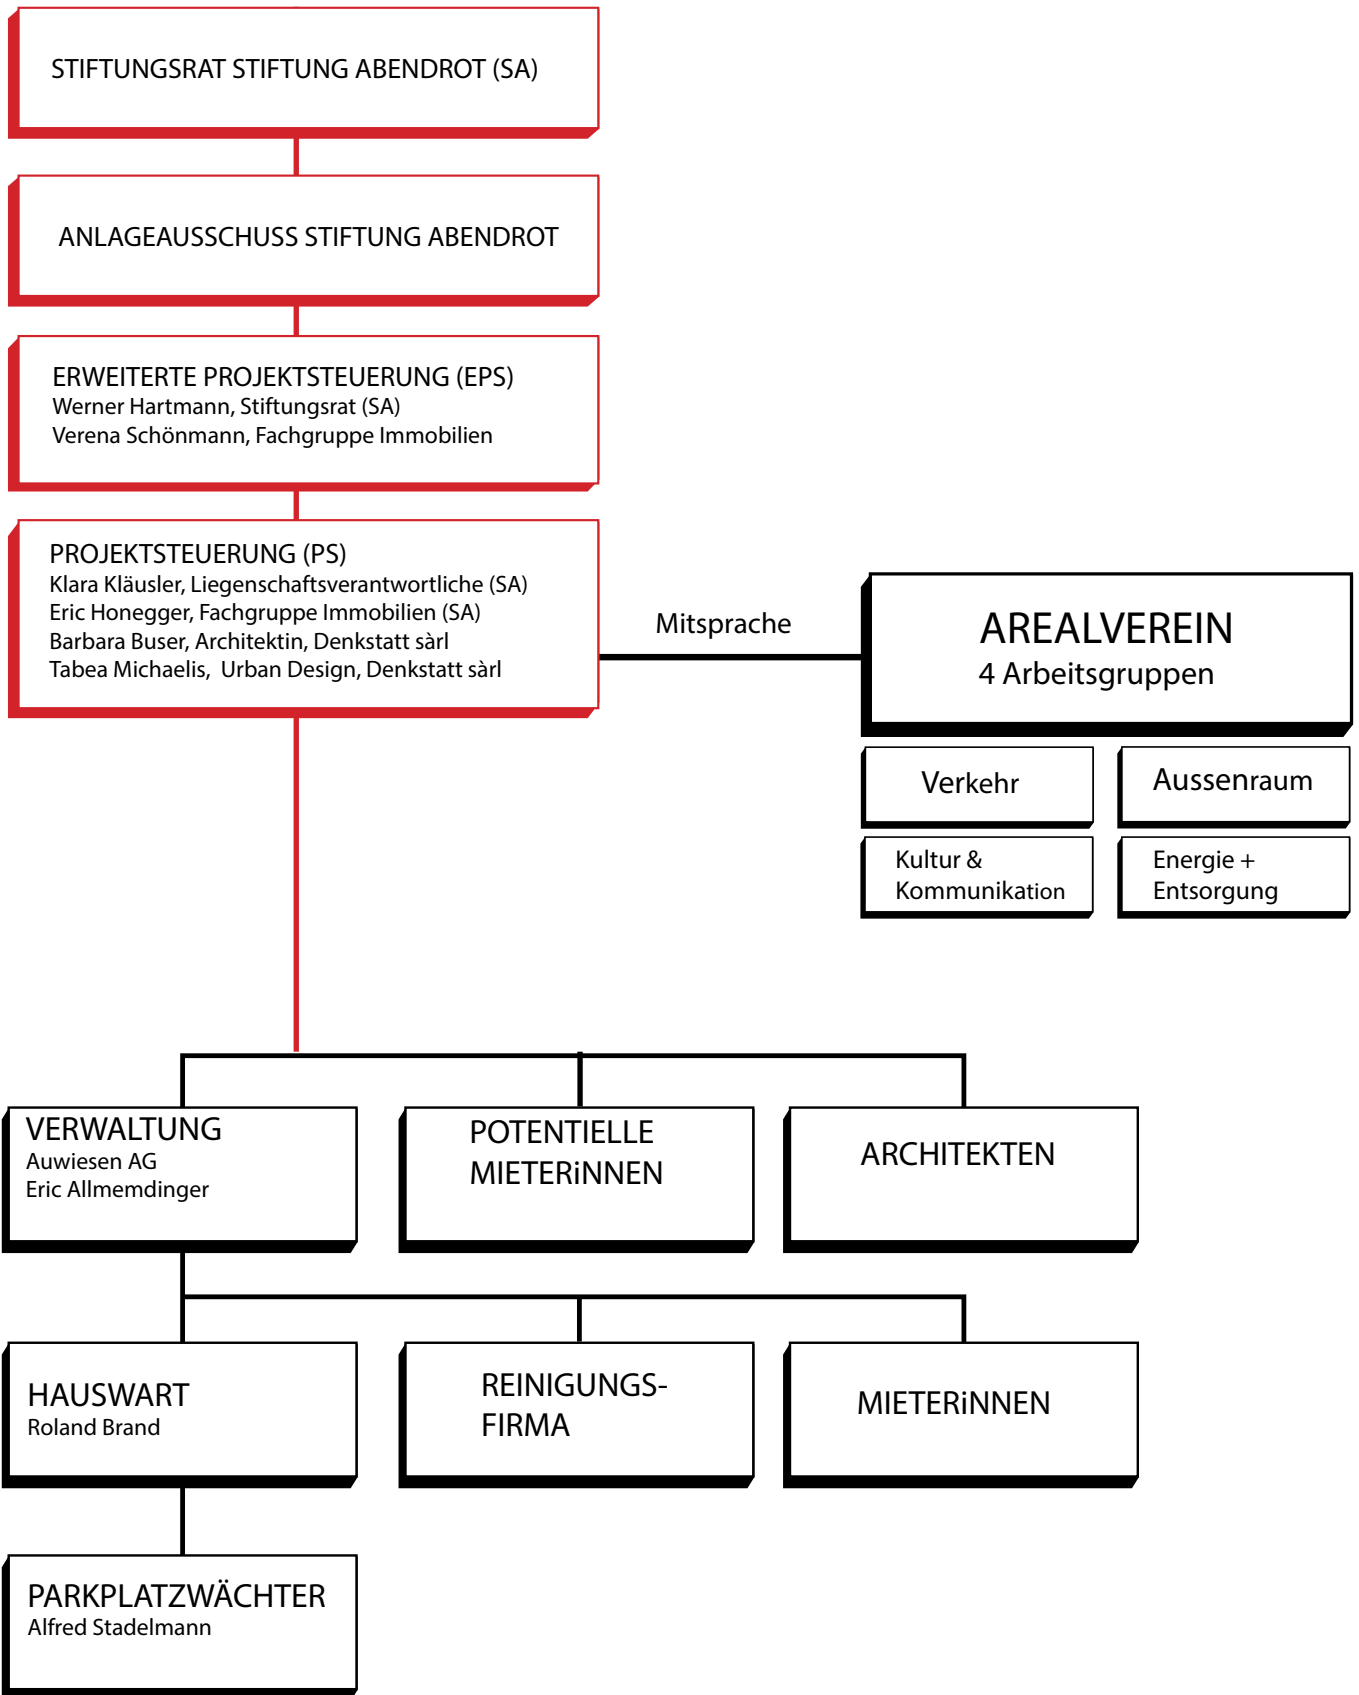 STIFTUNGSRAT STIFTUNG ABENDROT (SA)
ANLAGEAUSSCHUSS STIFTUNG ABENDROT
ERWEITERTE PROJEKTSTEUERUNG (EPS)
Werner Hartmann, Stiftungsrat (SA)
Verena Schönmann, Fachgruppe Immobilien
PROJEKTSTEUERUNG (PS)
Klara Kläusler, Liegenschaftsverantwortliche (SA)
Eric Honegger, Fachgruppe Immobilien (SA)
Barbara Buser, Architektin, Denkstatt sàrl
Tabea Michaelis, Urban Design, Denkstatt sàrl
Mitsprache
AREALVEREIN
4 Arbeitsgruppen
Verkehr
Aussenraum
Kultur &
Kommunikation
Energie +
Entsorgung
VERWALTUNG
Auwiesen AG
Eric Allmemdinger
POTENTIELLE
MIETERiNNEN
ARCHITEKTEN
HAUSWART
Roland Brand
REINIGUNGS-
FIRMA
MIETERiNNEN
PARKPLATZWÄCHTER
Alfred Stadelmann